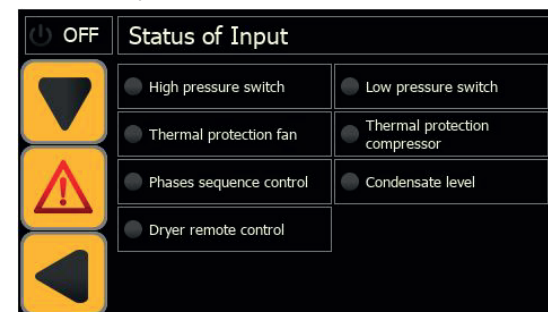 OFF
Status of Input
High pressure switch
Low pressure switch
Thermal protection fan
Thermal protection
compressor
Phases sequence control
Condensate level
Dryer remote control